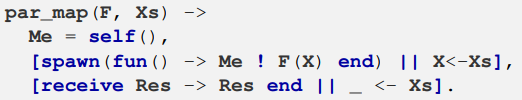 par_map(F, Xs) ->
  Me = self(),
  [spawn(fun() -> Me ! F(X) end) || X<-Xs],
  [receive Res -> Res end || _ <- Xs].